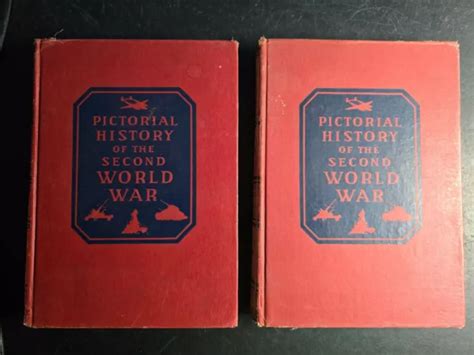 PICTORIAL
HISTORY
OF THE
SECOND
WORLD
WAR
PICTORIAL
HISTORY
OF THE
SECOND
WORLD
WAR